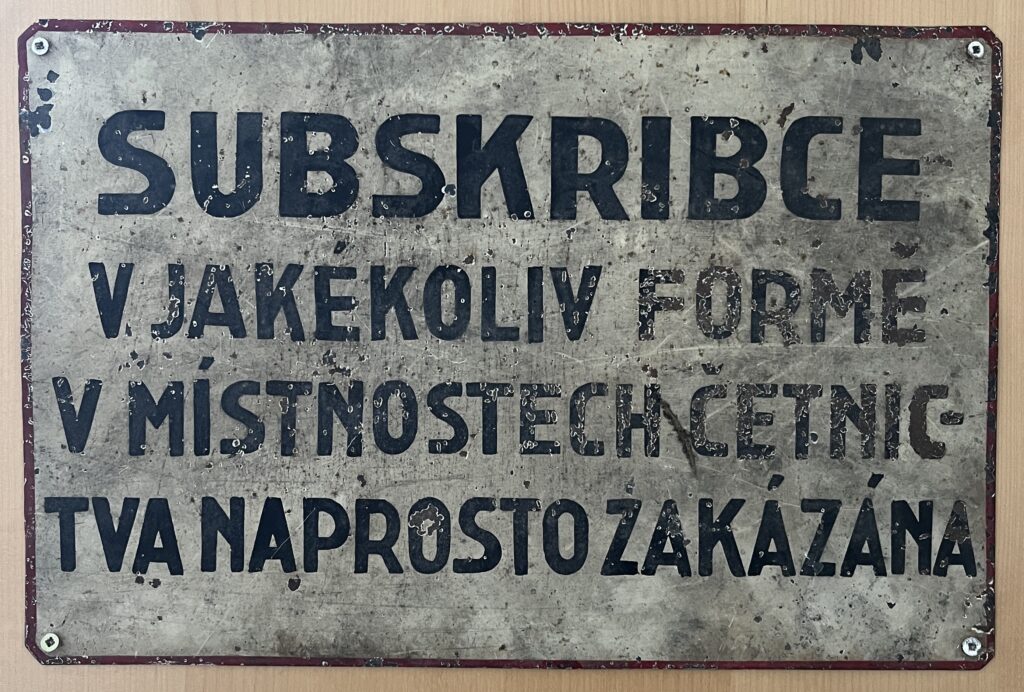 SUBSKRIBCE
V JAKÉKOLIV FORMĚ
V MÍSTNOSTECH ČETNIC-
TVA NAPROSTO ZAKÁZÁNA